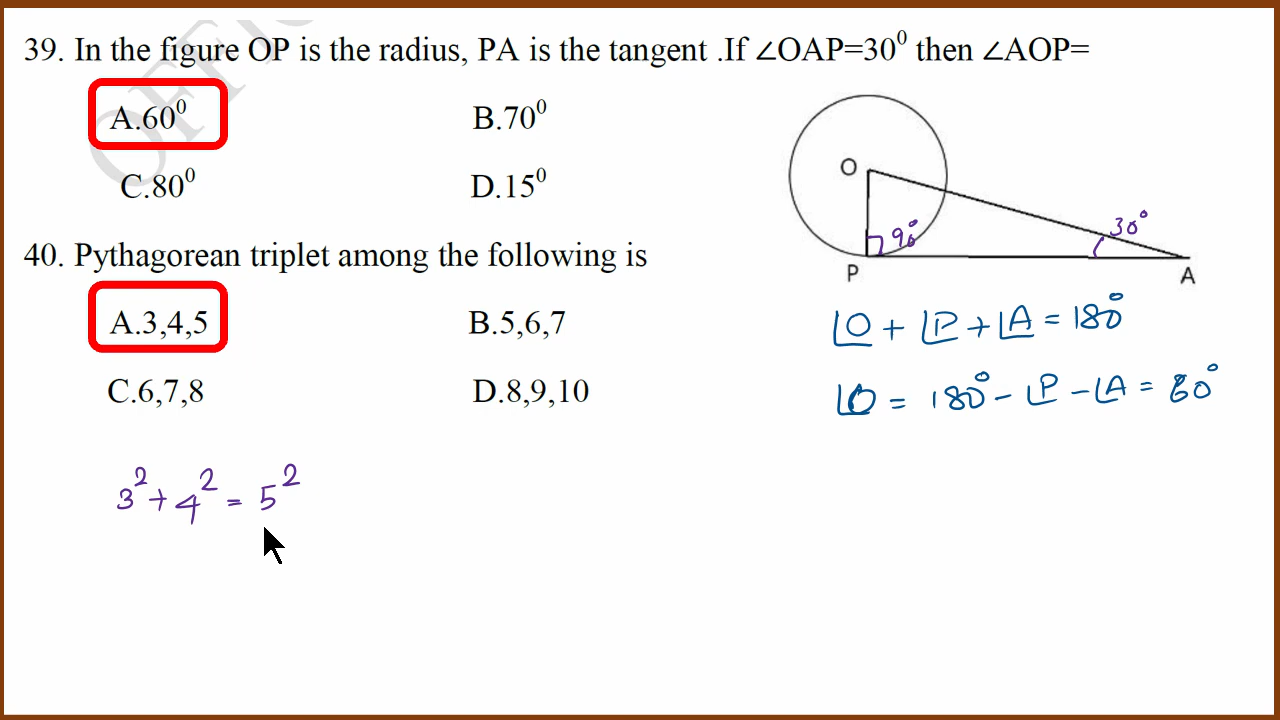 39. In the figure OP is the radius, PA is the tangent .If ∠OAP=30⁰ then ∠AOP=
A.60⁰ B.70⁰
C.80⁰ D.15⁰
O
90°
30°
P
A
40. Pythagorean triplet among the following is
A.3,4,5 B.5,6,7
C.6,7,8 D.8,9,10
∠O + ∠P + ∠A = 180°
∠O = 180° - ∠P - ∠A = 60°
3² + 4² = 5²
OFFIC